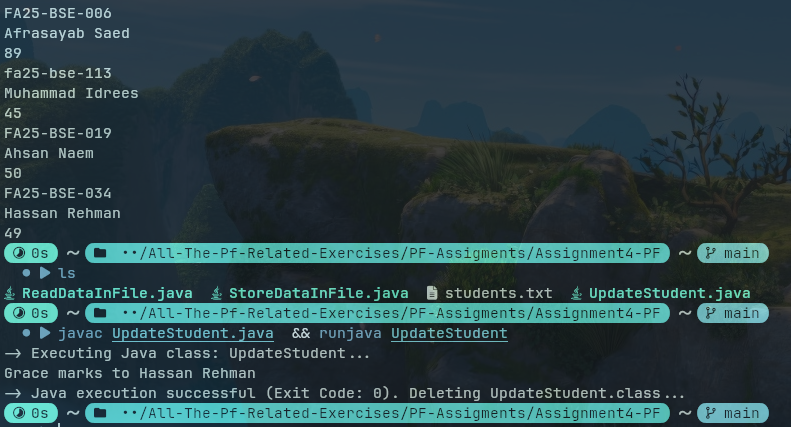 FA25-BSE-006
Afrasayab Saed
89
fa25-bse-113
Muhammad Idrees
45
FA25-BSE-019
Ahsan Naem
50
FA25-BSE-034
Hassan Rehman
49
0s ~ ··/All-The-Pf-Related-Exercises/PF-Assigments/Assignment4-PF ~ main
ls
ReadDataInFile.java StoreDataInFile.java students.txt UpdateStudent.java
0s ~ ··/All-The-Pf-Related-Exercises/PF-Assigments/Assignment4-PF ~ main
javac UpdateStudent.java && runjava UpdateStudent
-> Executing Java class: UpdateStudent...
Grace marks to Hassan Rehman
-> Java execution successful (Exit Code: 0). Deleting UpdateStudent.class...
0s ~ ··/All-The-Pf-Related-Exercises/PF-Assigments/Assignment4-PF ~ main